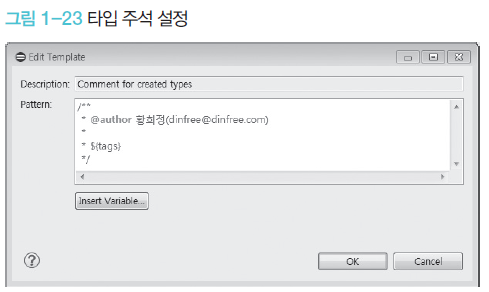 그림 1-23 타입 주석 설정
Edit Template
Description: Comment for created types
Pattern:
/**
* @author 황희정(dinfree@dinfree.com)
*
* ${tags}
*/
Insert Variable...
OK Cancel